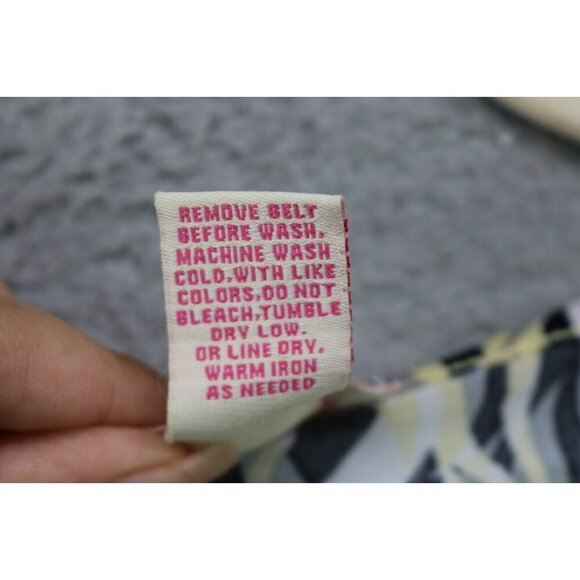 REMOVE BELT
BEFORE WASH,
MACHINE WASH
COLD,WITH LIKE
COLORS,DO NOT
BLEACH,TUMBLE
DRY LOW.
OR LINE DRY,
WARM IRON
AS NEEDED